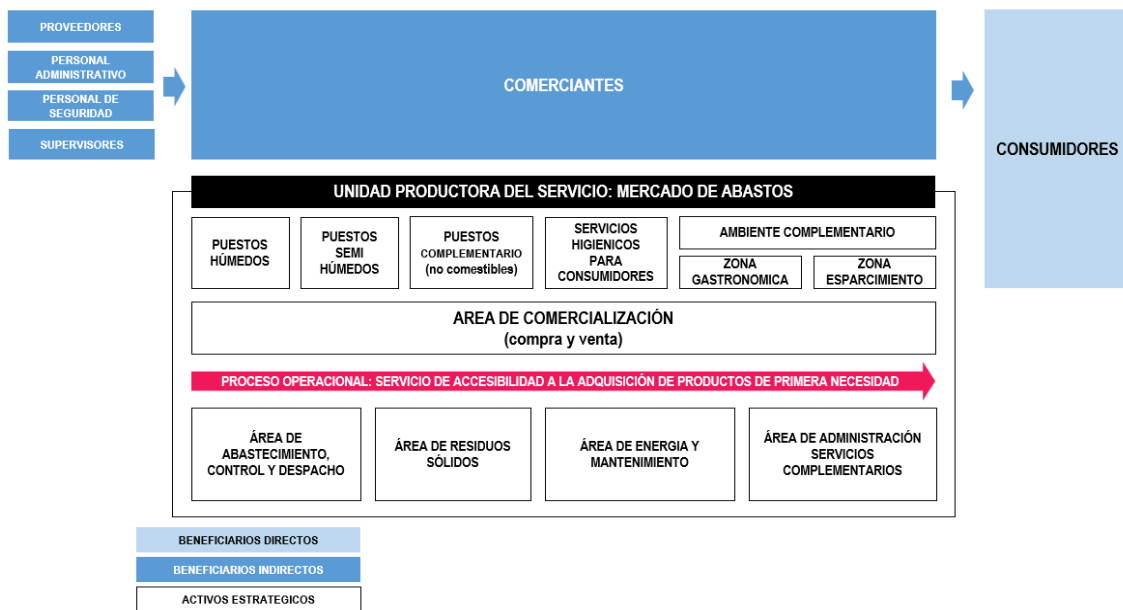 PROVEEDORES
PERSONAL
ADMINISTRATIVO
PERSONAL DE
SEGURIDAD
SUPERVISORES
COMERCIANTES
CONSUMIDORES
UNIDAD PRODUCTORA DEL SERVICIO: MERCADO DE ABASTOS
PUESTOS
HÚMEDOS
PUESTOS
SEMI
HÚMEDOS
PUESTOS
COMPLEMENTARIO
(no comestibles)
SERVICIOS
HIGIENICOS
PARA
CONSUMIDORES
AMBIENTE COMPLEMENTARIO
ZONA
GASTRONOMICA
ZONA
ESPARCIMIENTO
AREA DE COMERCIALIZACIÓN
(compra y venta)
PROCESO OPERACIONAL: SERVICIO DE ACCESIBILIDAD A LA ADQUISICIÓN DE PRODUCTOS DE PRIMERA NECESIDAD
ÁREA DE
ABASTECIMIENTO,
CONTROL Y DESPACHO
ÁREA DE RESIDUOS
SÓLIDOS
ÁREA DE ENERGIA Y
MANTENIMIENTO
ÁREA DE ADMINISTRACIÓN
SERVICIOS
COMPLEMENTARIOS
BENEFICIARIOS DIRECTOS
BENEFICIARIOS INDIRECTOS
ACTIVOS ESTRATEGICOS